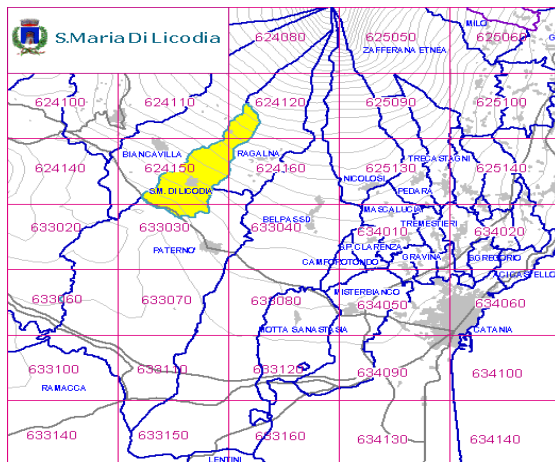 S.Maria Di Licodia
624080
625050
625060
MILO
ZAFFERANA ETNEA
624100
624110
624120
625090
625100
BIANCAVILLA
RAGALNA
TRECASTAGNI
624140
624150
624160
625130
625140
NICOLOSI
PEDARA
S.M. DI LICODIA
MASCALUCIA
BELPASSO
TREMESTIERI
633020
633030
633040
634010
634020
PATERNO'
S.P.CLARENZA
CAMPOROTONDO
GRAVINA
S.GREGORIO
ACICASTELLO
MISTERBIANCO
633060
633070
633080
634050
634060
MOTTA SANASTASIA
CATANIA
633100
633110
633120
634090
634100
RAMACCA
633140
633150
633160
634130
634140
LENTINI